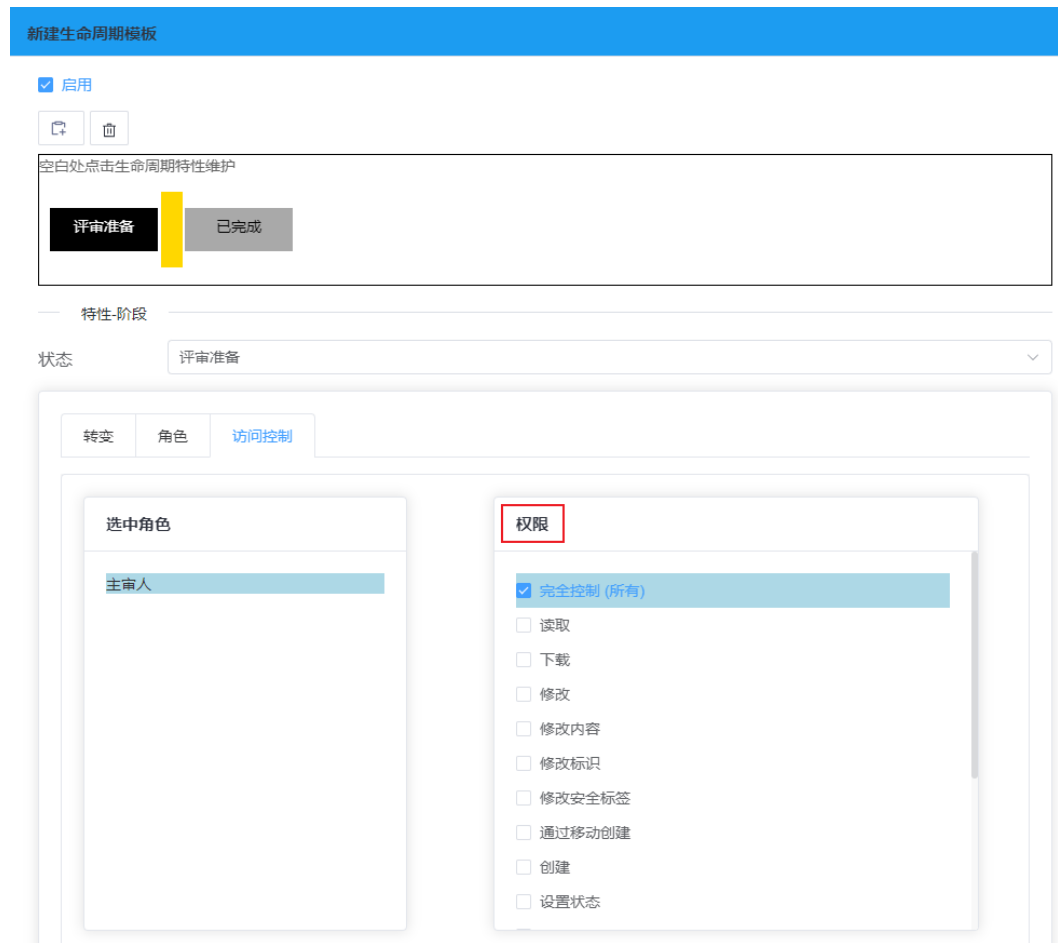 新建生命周期模板
启用
空白处点击生命周期特性维护
评审准备 已完成
特性-阶段
状态 评审准备
转变 角色 访问控制
选中角色 权限
主审人
完全控制 (所有)
读取
下载
修改
修改内容
修改标识
修改安全标签
通过移动创建
创建
设置状态